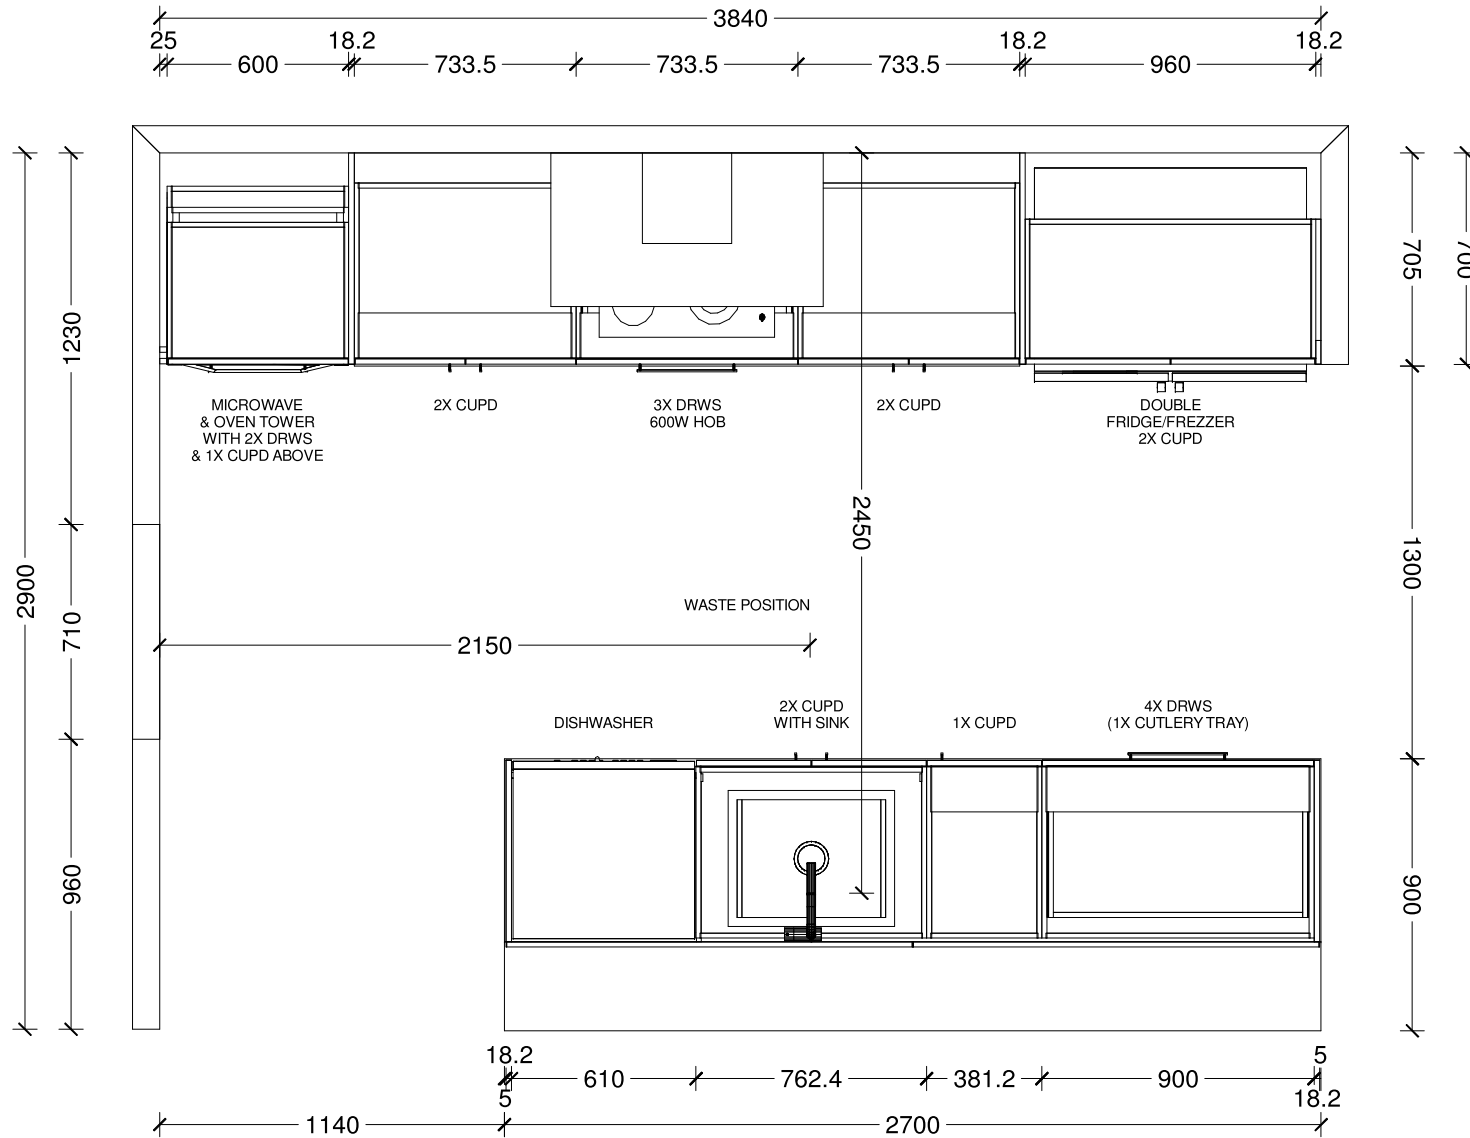 3840
25
18.2
18.2
18.2
600
733.5
733.5
733.5
960
705
700
1230
MICROWAVE
& OVEN TOWER
WITH 2X DRWS
& 1X CUPD ABOVE
2X CUPD
3X DRWS
600W HOB
2X CUPD
DOUBLE
FRIDGE/FREZZER
2X CUPD
2450
1300
2900
710
WASTE POSITION
2150
DISHWASHER
2X CUPD
WITH SINK
1X CUPD
4X DRWS
(1X CUTLERY TRAY)
960
900
18.2
5
610
762.4
381.2
900
5
18.2
1140
2700